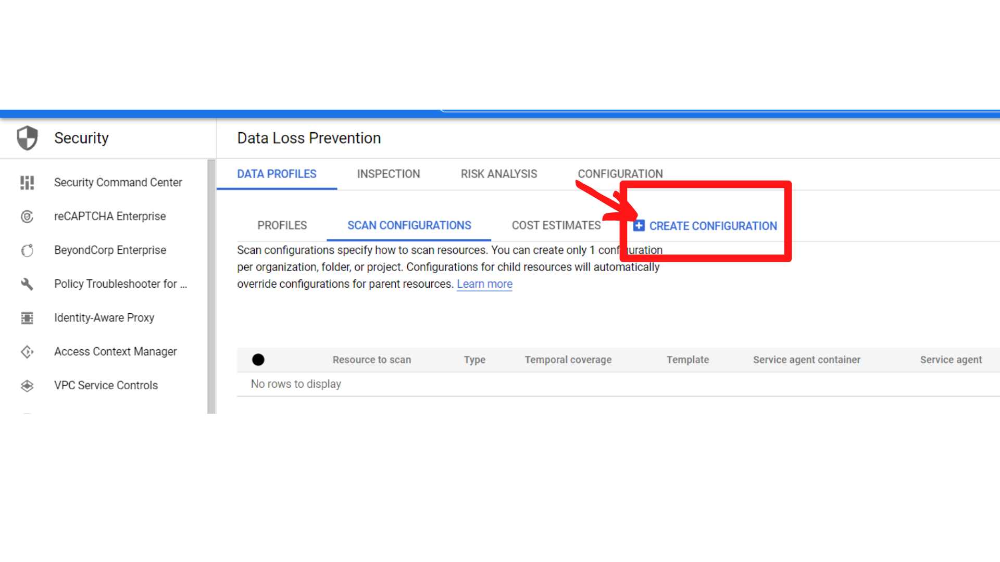 Security
Data Loss Prevention
Security Command Center
reCAPTCHA Enterprise
BeyondCorp Enterprise
Policy Troubleshooter for ...
Identity-Aware Proxy
Access Context Manager
VPC Service Controls
DATA PROFILES INSPECTION RISK ANALYSIS CONFIGURATION
PROFILES SCAN CONFIGURATIONS COST ESTIMATES CREATE CONFIGURATION
Scan configurations specify how to scan resources. You can create only 1 configuration
per organization, folder, or project. Configurations for child resources will automatically
override configurations for parent resources. Learn more
Resource to scan Type Temporal coverage Template Service agent container Service agent
No rows to display